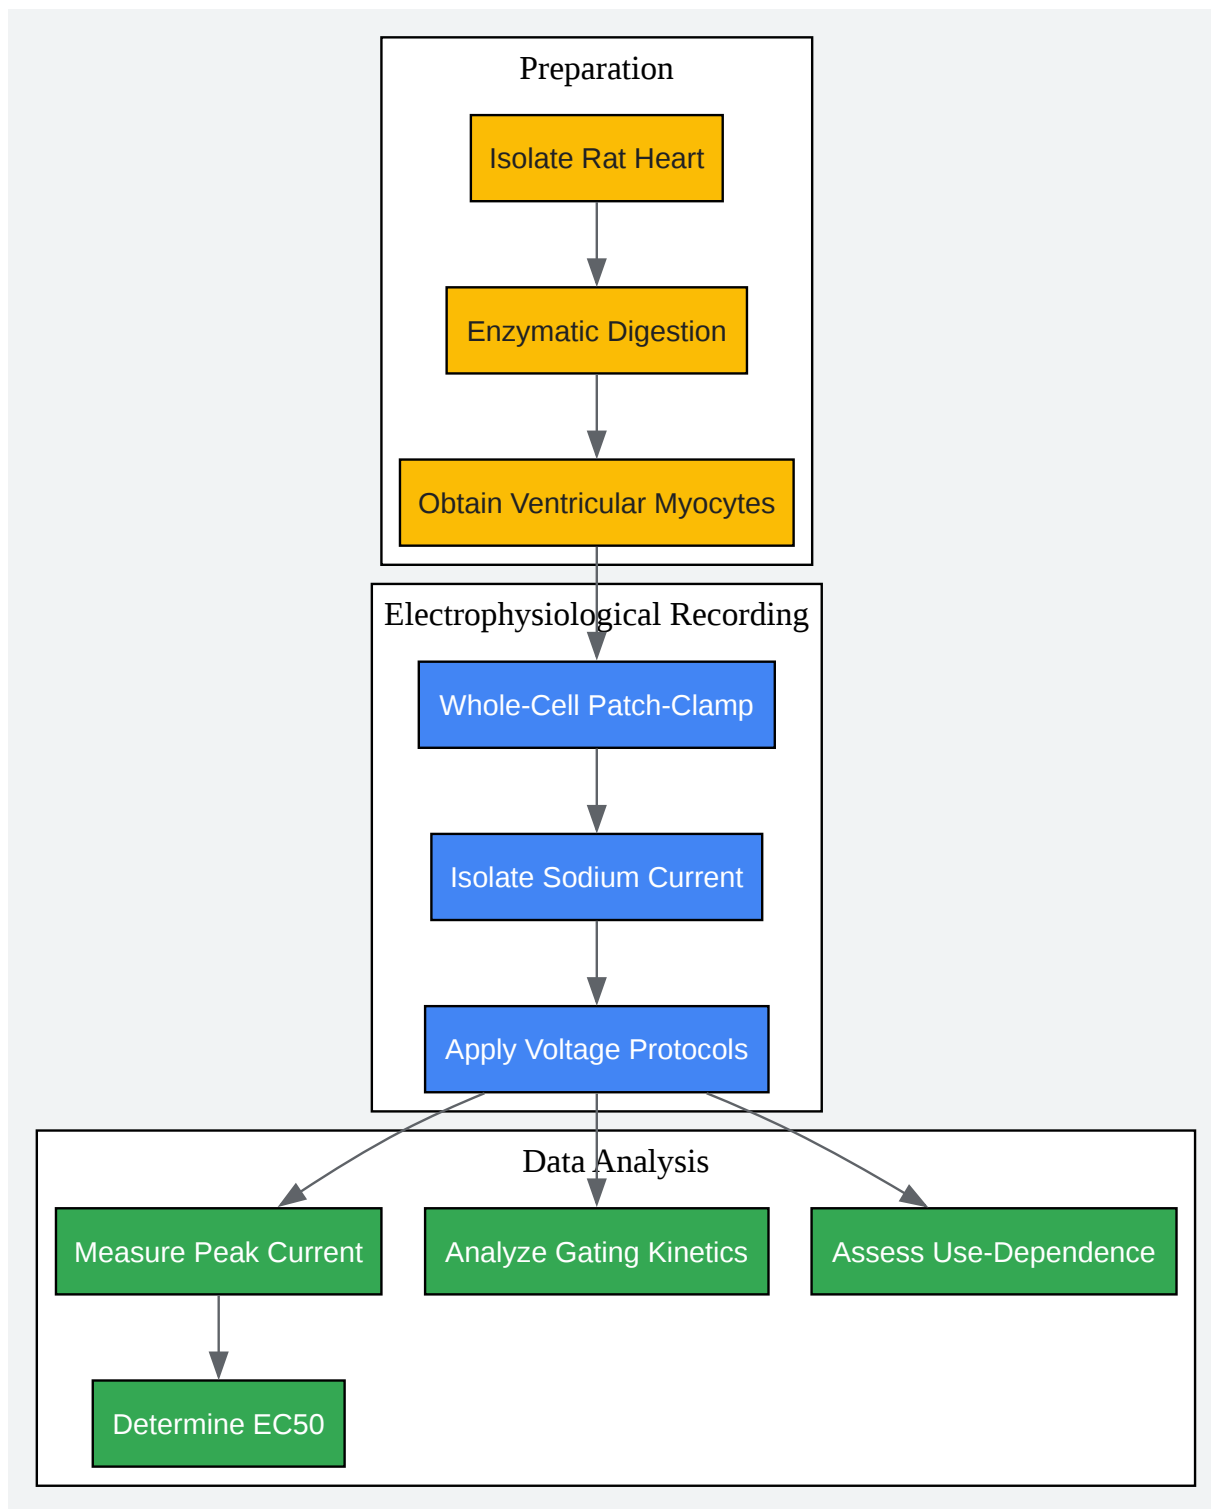 Preparation
Isolate Rat Heart
Enzymatic Digestion
Obtain Ventricular Myocytes
Electrophysiological Recording
Whole-Cell Patch-Clamp
Isolate Sodium Current
Apply Voltage Protocols
Data Analysis
Measure Peak Current
Analyze Gating Kinetics
Assess Use-Dependence
Determine EC50